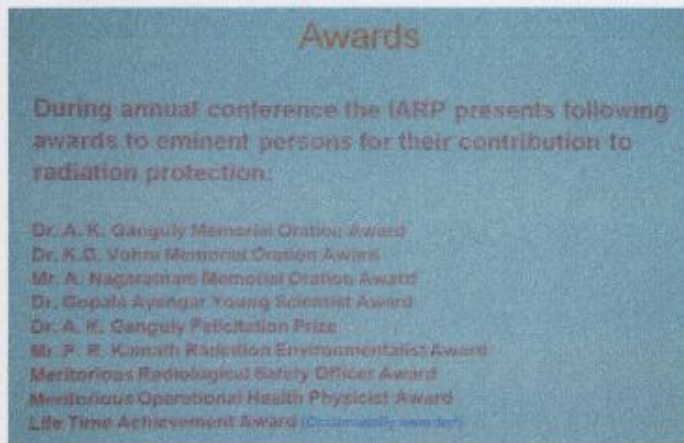 Awards
During annual conference the IARP presents following
awards to eminent persons for their contribution to
radiation protection:
Dr. A. K. Ganguly Memorial Oration Award
Dr. K.G. Vohra Memorial Oration Award
Mr. A. Nagaratnam Memorial Oration Award
Dr. Gopala Ayengar Young Scientist Award
Dr. A. K. Ganguly Felicitation Prize
Mr. P. R. Kamath Radiation Environmentalist Award
Meritorious Radiological Safety Officer Award
Meritorious Operational Health Physicist Award
Life Time Achievement Award (Occasionally awarded)